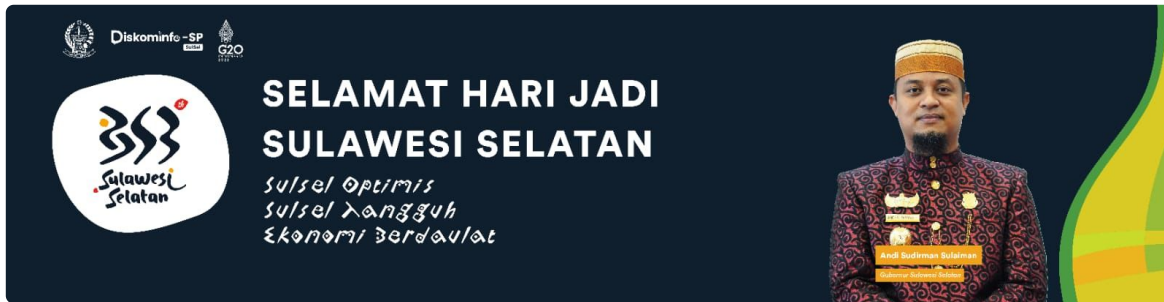 Diskominfo-SP
SulSel
G20
353
Sulawesi
Selatan
SELAMAT HARI JADI
SULAWESI SELATAN
Sulsel Optimis
Sulsel Tangguh
Ekonomi Berdaulat
Andi Sudirman Sulaiman
Gubernur Sulawesi Selatan